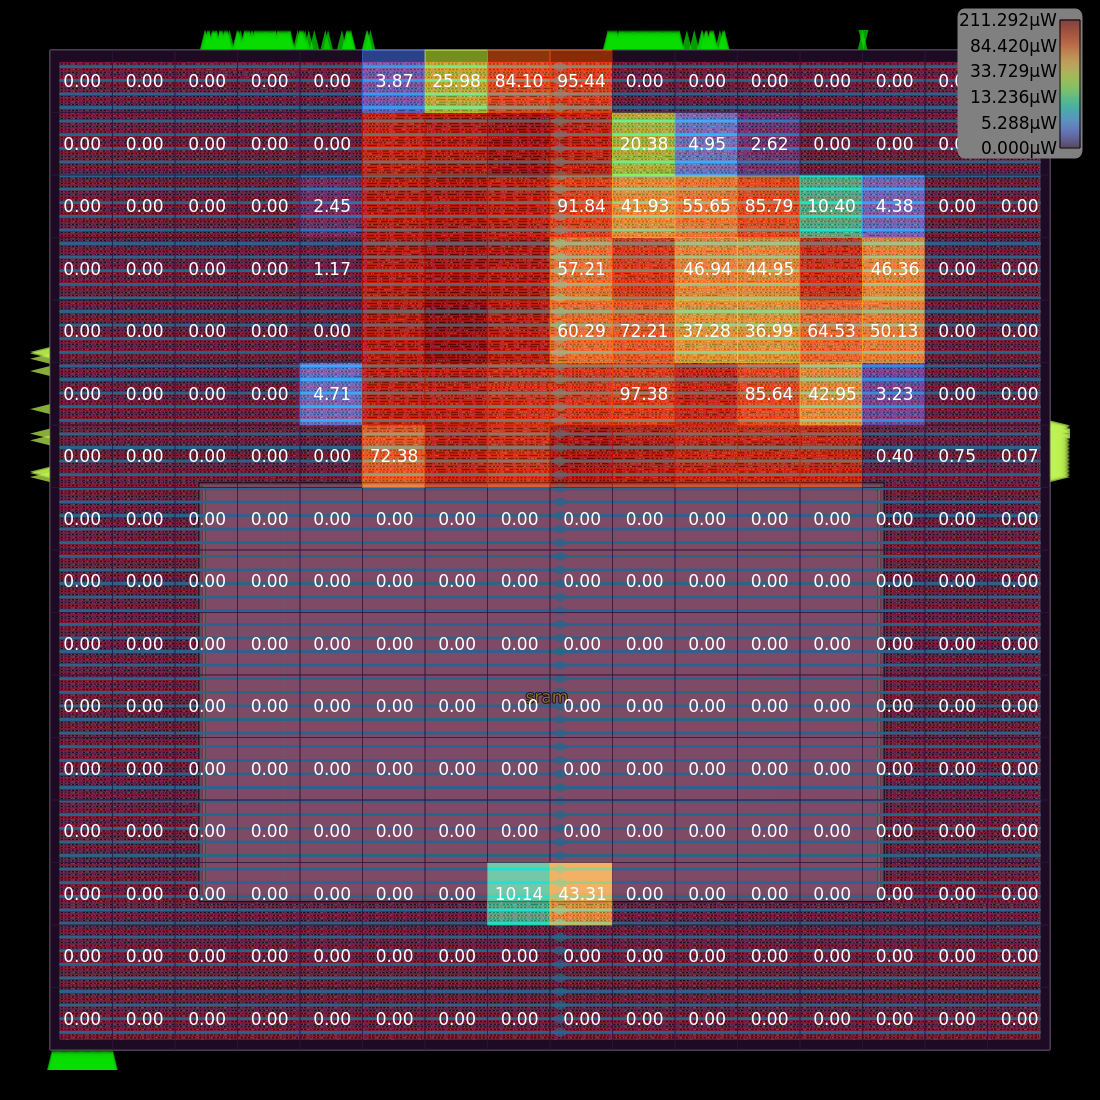 211.292µW
84.420µW
33.729µW
13.236µW
5.288µW
0.000µW
0.00 0.00 0.00 0.00 0.00 3.87 25.98 84.10 95.44 0.00 0.00 0.00 0.00 0.00
0.00 0.00 0.00 0.00 0.00 20.38 4.95 2.62 0.00 0.00
0.00 0.00 0.00 0.00 2.45 91.84 41.93 55.65 85.79 10.40 4.38 0.00 0.00
0.00 0.00 0.00 0.00 1.17 57.21 46.94 44.95 46.36 0.00 0.00
0.00 0.00 0.00 0.00 0.00 60.29 72.21 37.28 36.99 64.53 50.13 0.00 0.00
0.00 0.00 0.00 0.00 4.71 97.38 85.64 42.95 3.23 0.00 0.00
0.00 0.00 0.00 0.00 0.00 72.38 0.40 0.75 0.07
0.00 0.00 0.00 0.00 0.00 0.00 0.00 0.00 0.00 0.00 0.00 0.00 0.00 0.00 0.00 0.00
0.00 0.00 0.00 0.00 0.00 0.00 0.00 0.00 0.00 0.00 0.00 0.00 0.00 0.00 0.00 0.00
0.00 0.00 0.00 0.00 0.00 0.00 0.00 0.00 0.00 0.00 0.00 0.00 0.00 0.00 0.00 0.00
sram
0.00 0.00 0.00 0.00 0.00 0.00 0.00 0.00 0.00 0.00 0.00 0.00 0.00 0.00 0.00 0.00
0.00 0.00 0.00 0.00 0.00 0.00 0.00 0.00 0.00 0.00 0.00 0.00 0.00 0.00 0.00 0.00
0.00 0.00 0.00 0.00 0.00 0.00 0.00 0.00 0.00 0.00 0.00 0.00 0.00 0.00 0.00 0.00
0.00 0.00 0.00 0.00 0.00 0.00 0.00 10.14 43.31 0.00 0.00 0.00 0.00 0.00 0.00 0.00
0.00 0.00 0.00 0.00 0.00 0.00 0.00 0.00 0.00 0.00 0.00 0.00 0.00 0.00 0.00 0.00
0.00 0.00 0.00 0.00 0.00 0.00 0.00 0.00 0.00 0.00 0.00 0.00 0.00 0.00 0.00 0.00